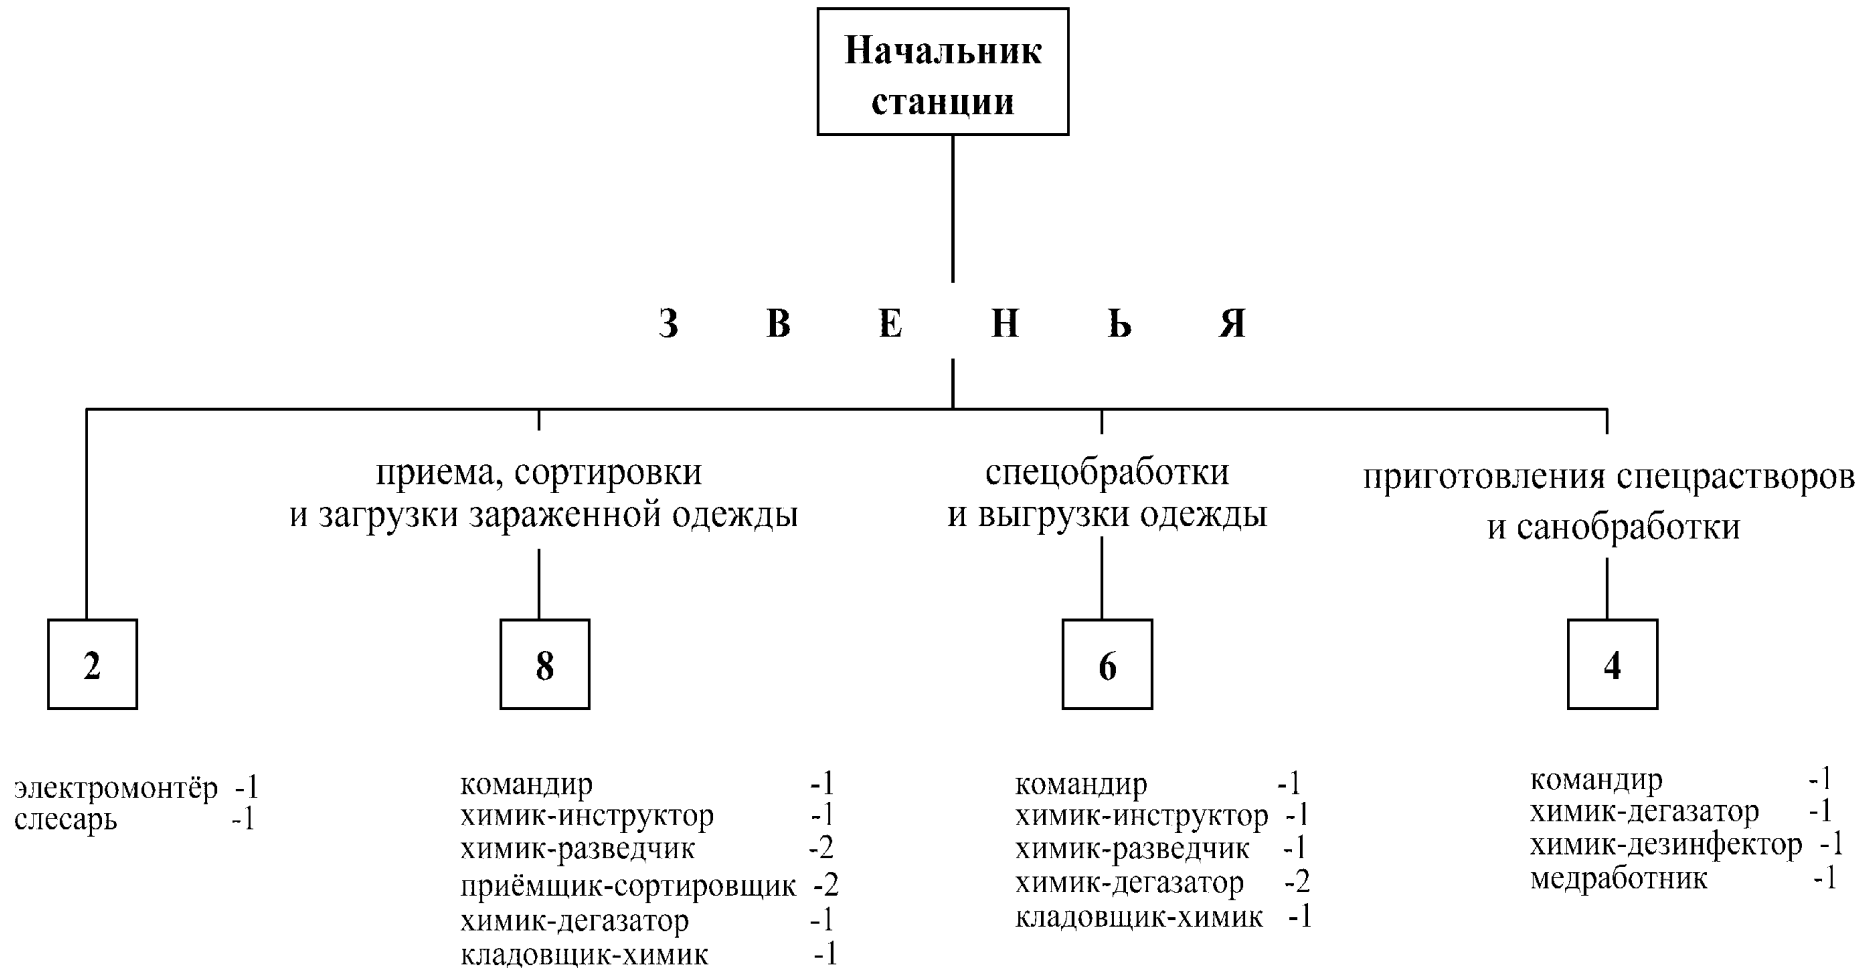 Начальник
станции
З В Е Н Ь Я
приема, сортировки
и загрузки зараженной одежды
спецобработки
и выгрузки одежды
приготовления спецрастворов
и санобработки
2
8
6
4
электромонтёр -1
слесарь -1
командир -1
химик-инструктор -1
химик-разведчик -2
приёмщик-сортировщик -2
химик-дегазатор -1
кладовщик-химик -1
командир -1
химик-инструктор -1
химик-разведчик -1
химик-дегазатор -2
кладовщик-химик -1
командир -1
химик-дегазатор -1
химик-дезинфектор -1
медработник -1